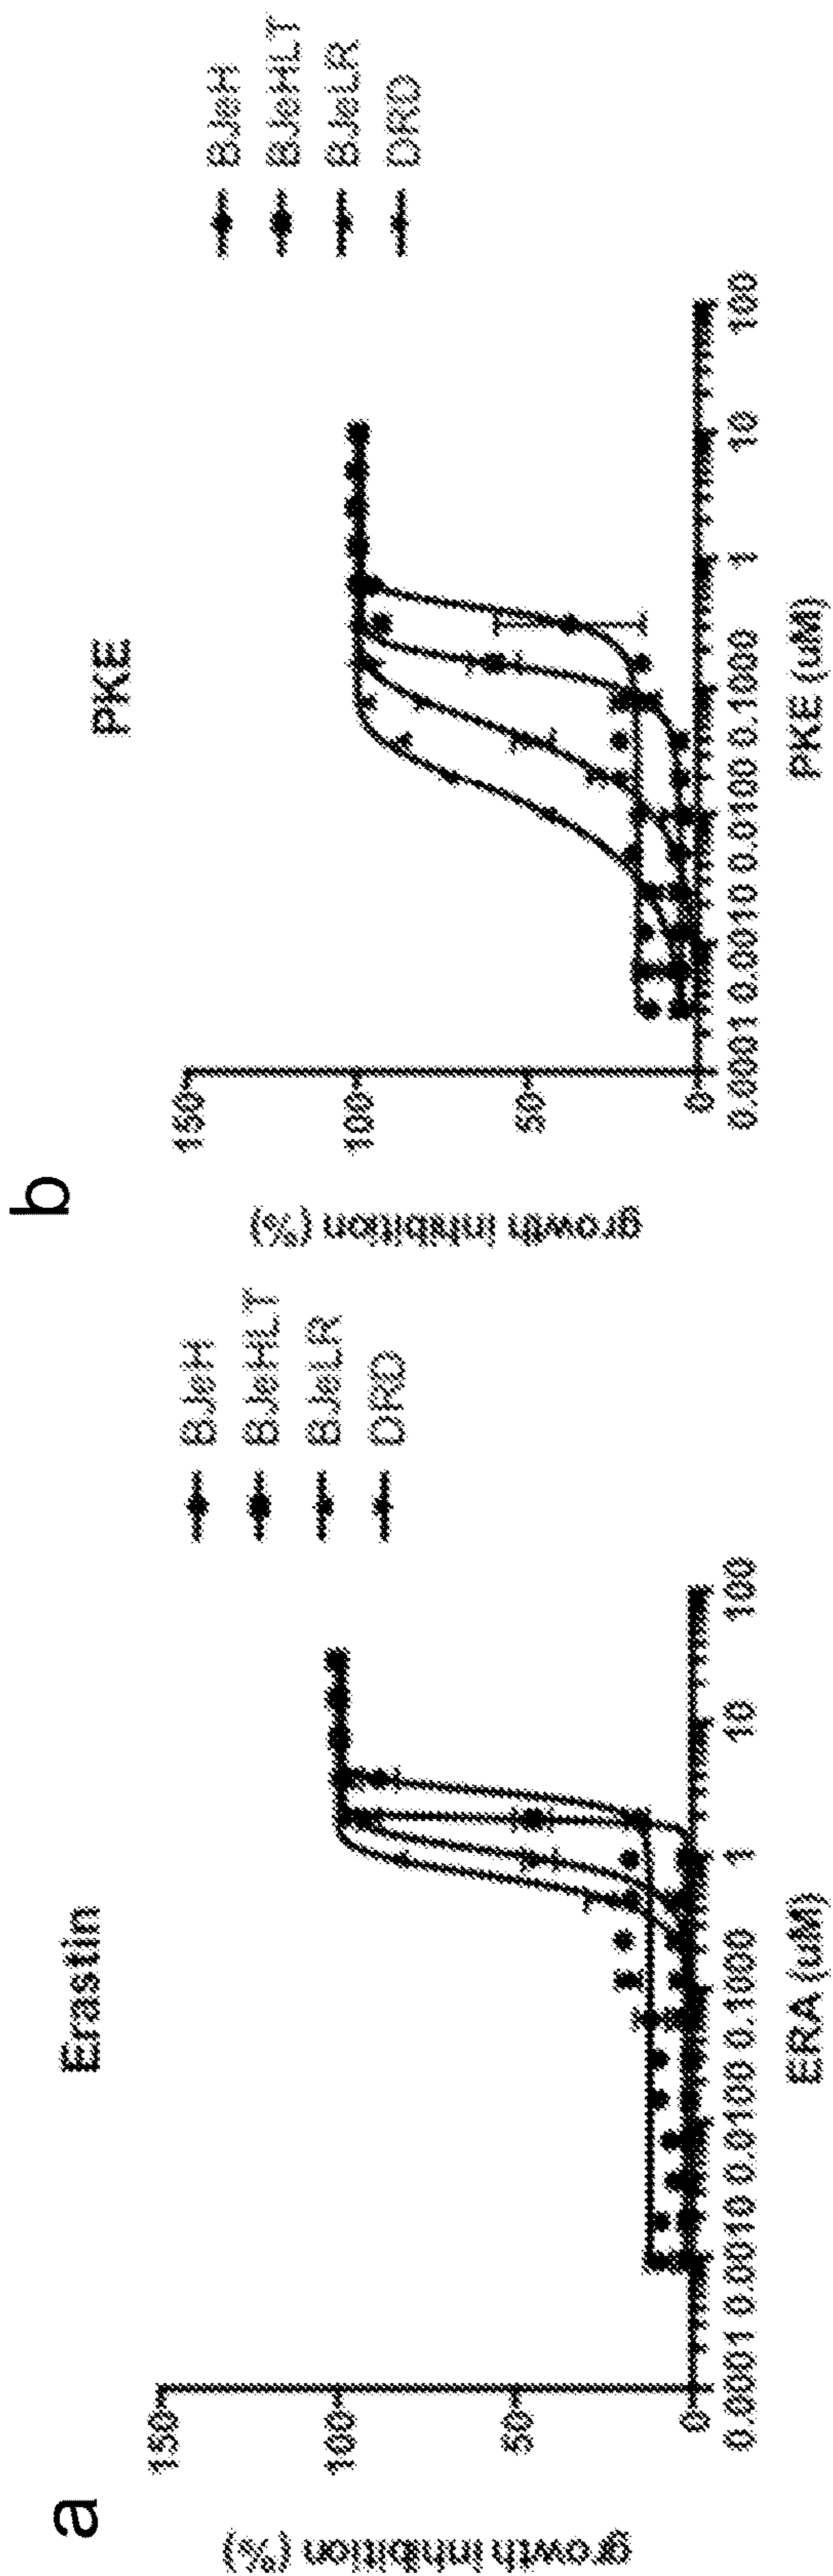 a
Erastin
growth inhibition (%)
150
100
50
0
0.0001 0.0010 0.0100 0.1000 1 10 100
ERA (uM)
BJeH
BJeHLT
BJeLR
DRD
b
PKE
growth inhibition (%)
150
100
50
0
0.0001 0.0010 0.0100 0.1000 1 10 100
PKE (uM)
BJeH
BJeHLT
BJeLR
DRD